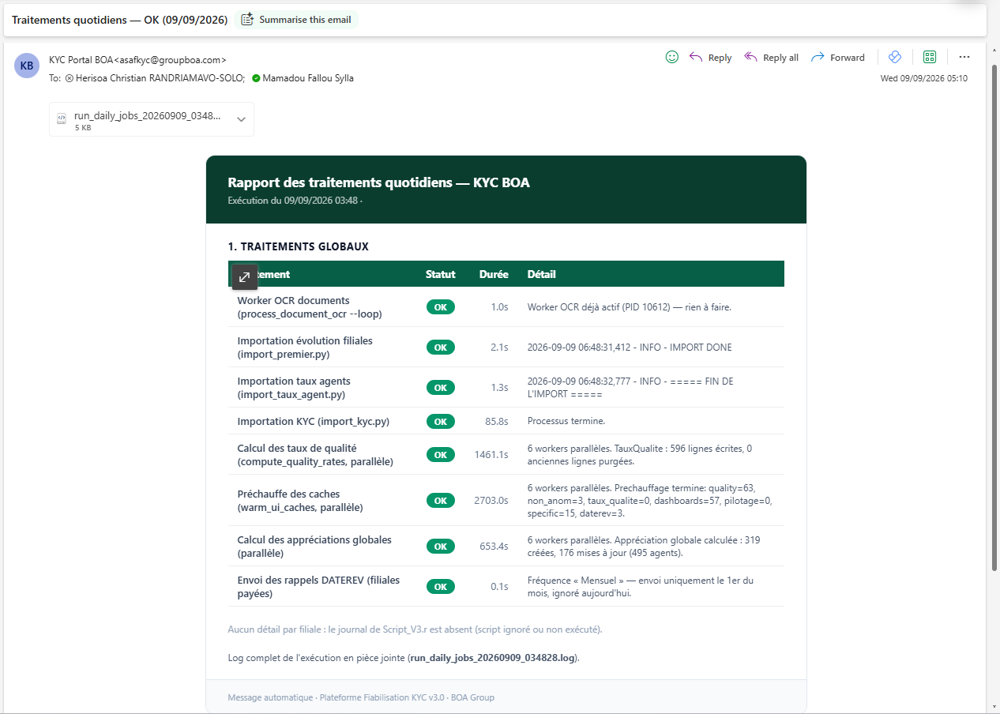 Traitements quotidiens — OK (09/09/2026) Summarise this email
KB
KYC Portal BOA<asafkyc@groupboa.com>
Reply Reply all Forward
To: Herisoa Christian RANDRIAMAVO-SOLO; Mamadou Fallou Sylla
Wed 09/09/2026 05:10
run_daily_jobs_20260909_0348...
5 KB
Rapport des traitements quotidiens — KYC BOA
Exécution du 09/09/2026 03:48 ·
1. TRAITEMENTS GLOBAUX
tement Statut Durée Détail
Worker OCR documents
(process_document_ocr --loop)
OK 1.0s Worker OCR déjà actif (PID 10612) — rien à faire.
Importation évolution filiales
(import_premier.py)
OK 2.1s 2026-09-09 06:48:31,412 - INFO - IMPORT DONE
Importation taux agents
(import_taux_agent.py)
OK 1.3s 2026-09-09 06:48:32,777 - INFO - ===== FIN DE
L'IMPORT =====
Importation KYC (import_kyc.py) OK 85.8s Processus termine.
Calcul des taux de qualité
(compute_quality_rates, parallèle)
OK 1461.1s 6 workers parallèles. TauxQualite : 596 lignes écrites, 0
anciennes lignes purgées.
Préchauffe des caches
(warm_ui_caches, parallèle)
OK 2703.0s 6 workers parallèles. Prechauffage termine: quality=63,
non_anom=3, taux_qualite=0, dashboards=57, pilotage=0,
specific=15, daterev=3.
Calcul des appréciations globales
(parallèle)
OK 653.4s 6 workers parallèles. Appréciation globale calculée : 319
créées, 176 mises à jour (495 agents).
Envoi des rappels DATEREV (filiales
payées)
OK 0.1s Fréquence « Mensuel » — envoi uniquement le 1er du
mois, ignoré aujourd'hui.
Aucun détail par filiale : le journal de Script_V3.r est absent (script ignoré ou non exécuté).
Log complet de l'exécution en pièce jointe (run_daily_jobs_20260909_034828.log).
Message automatique · Plateforme Fiabilisation KYC v3.0 · BOA Group